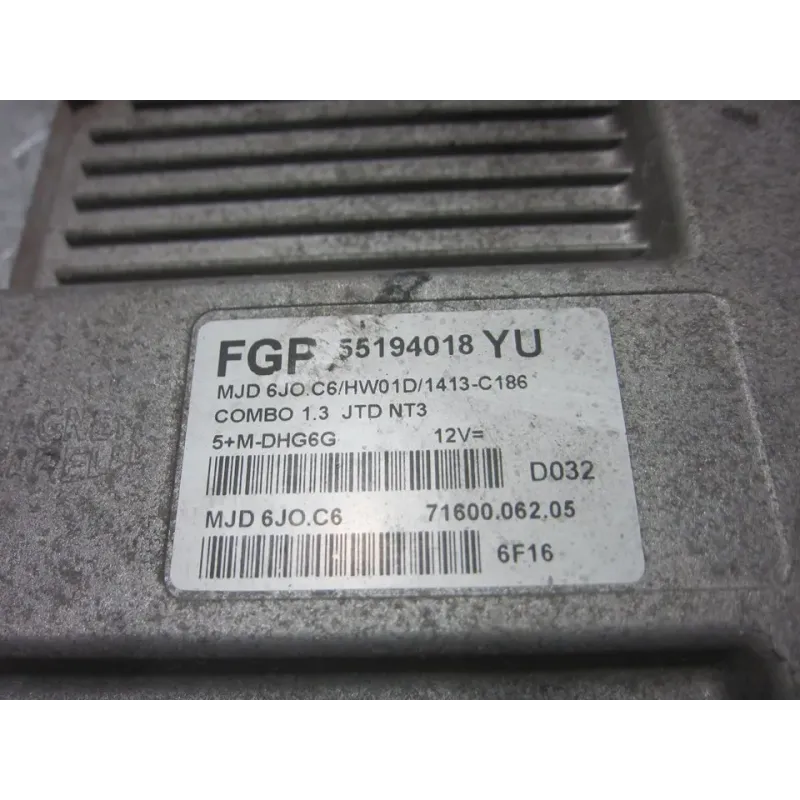 FGP 55194018 YU
MJD 6JO.C6/HW01D/1413-C186
COMBO 1.3 JTD NT3
5+M-DHG6G 12V=
D032
MJD 6JO.C6 71600.062.05
6F16